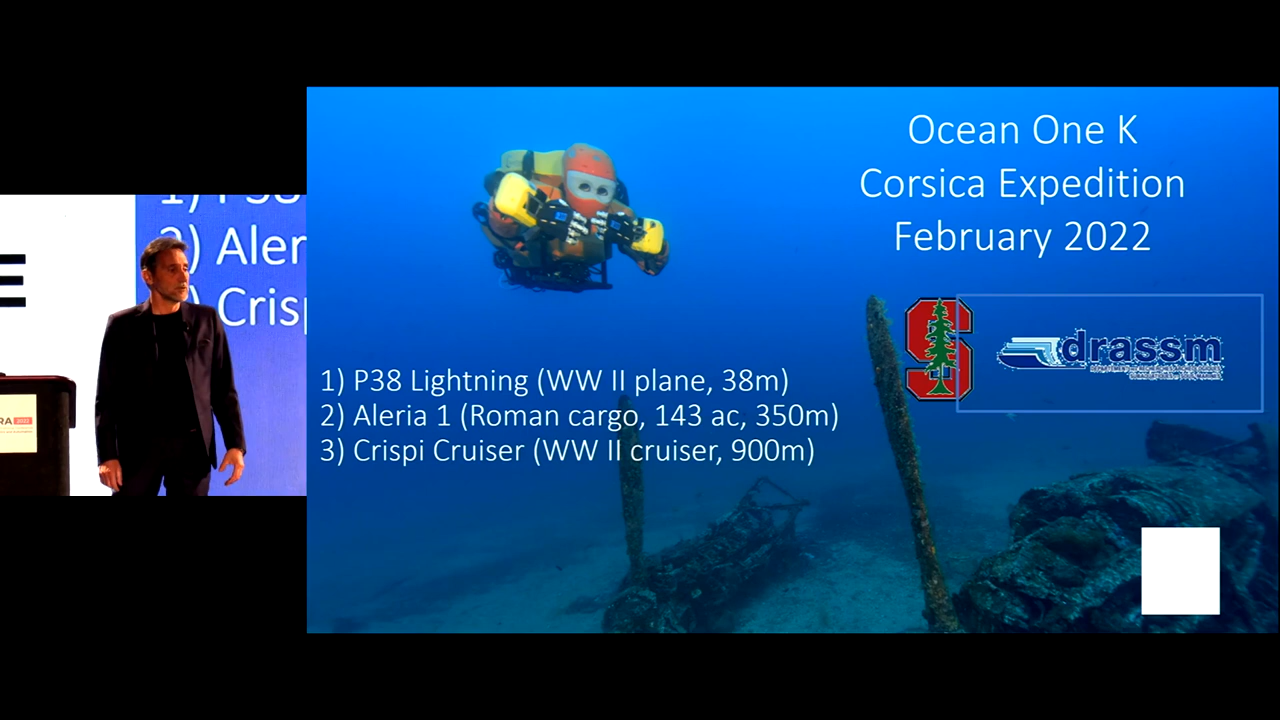 1) P38
2) Aler
) Crisp
RA
Ocean One K
Corsica Expedition
February 2022
S
drassm
1) P38 Lightning (WW II plane, 38m)
2) Aleria 1 (Roman cargo, 143 ac, 350m)
3) Crispi Cruiser (WW II cruiser, 900m)